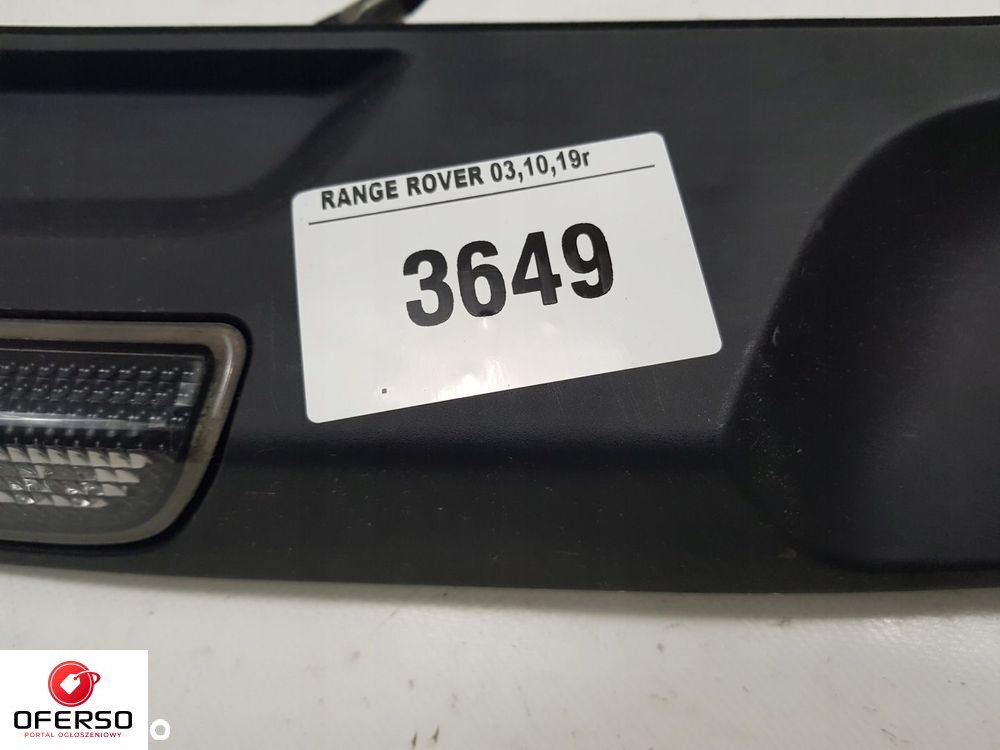 RANGE ROVER 03,10,19r
3649
OFERSO
PORTAL OGŁOSZENIOWY